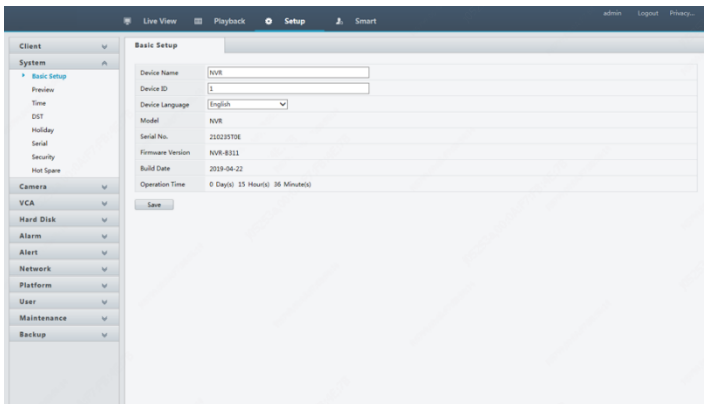 Live View Playback Setup Smart admin Logout Privacy...
Client
System
Basic Setup
Preview
Time
DST
Holiday
Serial
Security
Hot Spare
Camera
VCA
Hard Disk
Alarm
Alert
Network
Platform
User
Maintenance
Backup
Basic Setup
Device Name NVR
Device ID 1
Device Language English
Model NVR
Serial No. 210235T0E
Firmware Version NVR-B311
Build Date 2019-04-22
Operation Time 0 Day(s) 15 Hour(s) 36 Minute(s)
Save